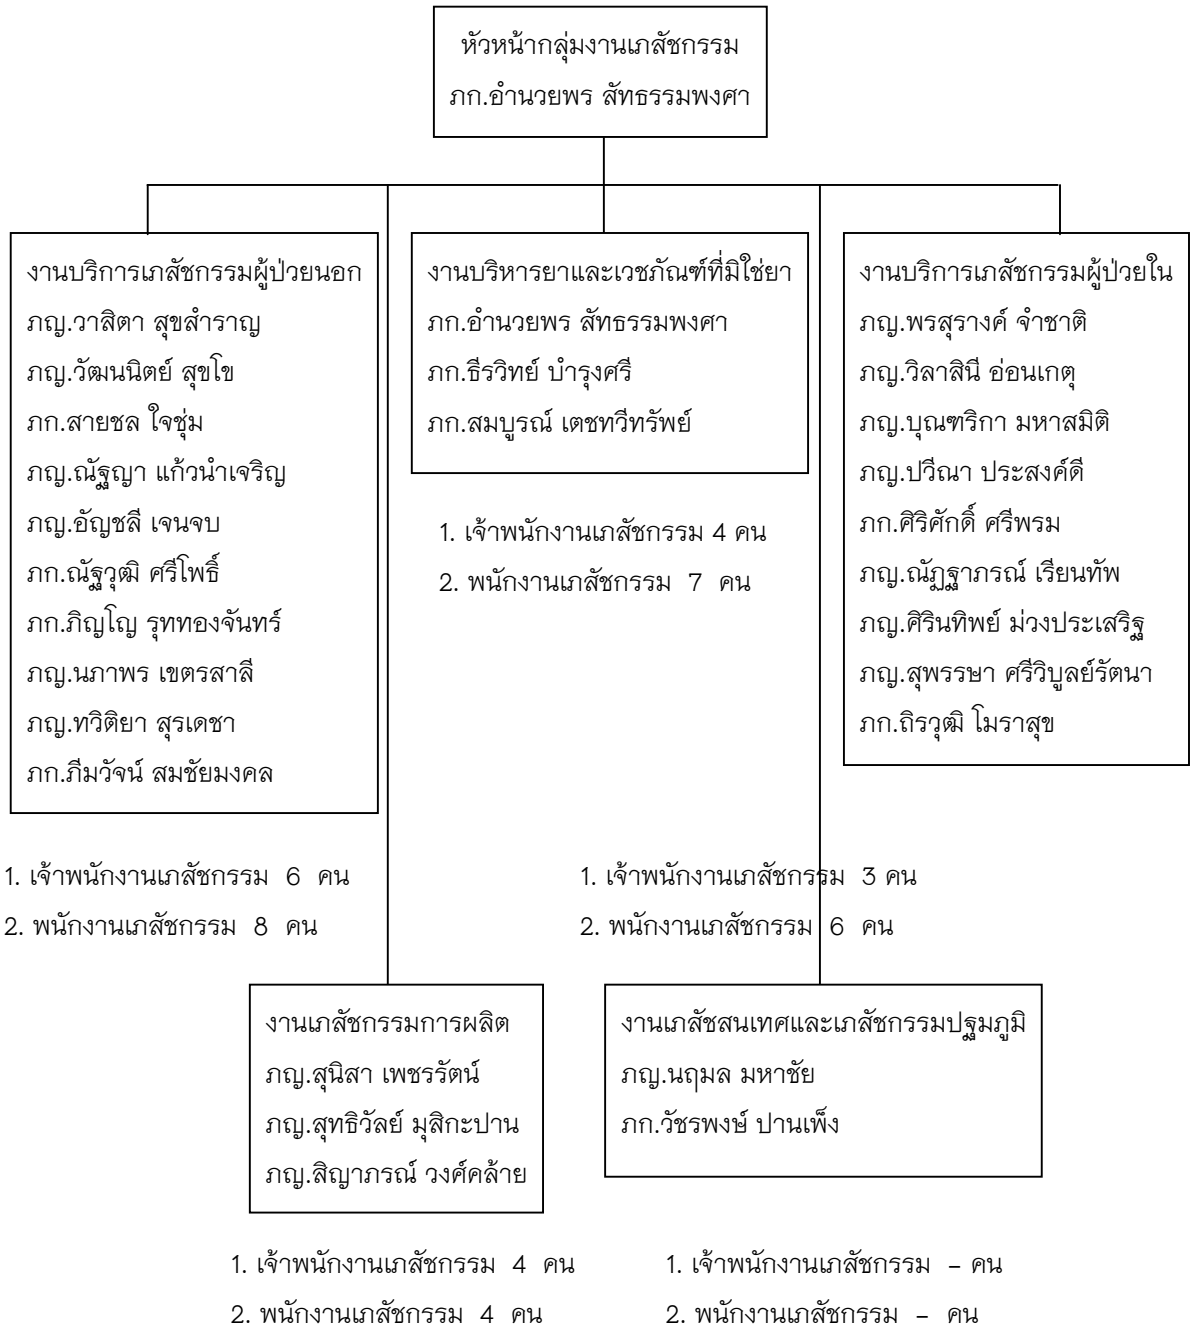 หัวหน้ากลุ่มงานเภสัชกรรม
ภก.อำนวยพร สัทธรรมพงศา
งานบริการเภสัชกรรมผู้ป่วยนอก
ภญ.วาสิตา สุขสำราญ
ภญ.วัฒนนิตย์ สุขโข
ภก.สายชล ใจชุ่ม
ภญ.ณัฐญา แก้วนำเจริญ
ภญ.อัญชลี เจนจบ
ภก.ณัฐวุฒิ ศรีโพธิ์
ภก.ภิญโญ รุททองจันทร์
ภญ.นภาพร เขตรสาลี
ภญ.ทวิติยา สุรเดชา
ภก.ภีมวัจน์ สมชัยมงคล
1. เจ้าพนักงานเภสัชกรรม 6 คน
2. พนักงานเภสัชกรรม 8 คน
งานบริหารยาและเวชภัณฑ์ที่มิใช่ยา
ภก.อำนวยพร สัทธรรมพงศา
ภก.ธีรวิทย์ บำรุงศรี
ภก.สมบูรณ์ เตชทวีทรัพย์
1. เจ้าพนักงานเภสัชกรรม 4 คน
2. พนักงานเภสัชกรรม 7 คน
งานบริการเภสัชกรรมผู้ป่วยใน
ภญ.พรสุรางค์ จำชาติ
ภญ.วิลาสินี อ่อนเกตุ
ภญ.บุณฑริกา มหาสมิติ
ภญ.ปวีณา ประสงค์ดี
ภก.ศิริศักดิ์ ศรีพรม
ภญ.ณัฏฐาภรณ์ เรียนทัพ
ภญ.ศิรินทิพย์ ม่วงประเสริฐ
ภญ.สุพรรษา ศรีวิบูลย์รัตนา
ภก.ถิรวุฒิ โมราสุข
1. เจ้าพนักงานเภสัชกรรม 3 คน
2. พนักงานเภสัชกรรม 6 คน
งานเภสัชกรรมการผลิต
ภญ.สุนิสา เพชรรัตน์
ภญ.สุทธิวัลย์ มุสิกะปาน
ภญ.สิญาภรณ์ วงศ์คล้าย
1. เจ้าพนักงานเภสัชกรรม 4 คน
2. พนักงานเภสัชกรรม 4 คน
งานเภสัชสนเทศและเภสัชกรรมปฐมภูมิ
ภญ.นฤมล มหาชัย
ภก.วัชรพงษ์ ปานเพ็ง
1. เจ้าพนักงานเภสัชกรรม – คน
2. พนักงานเภสัชกรรม – คน